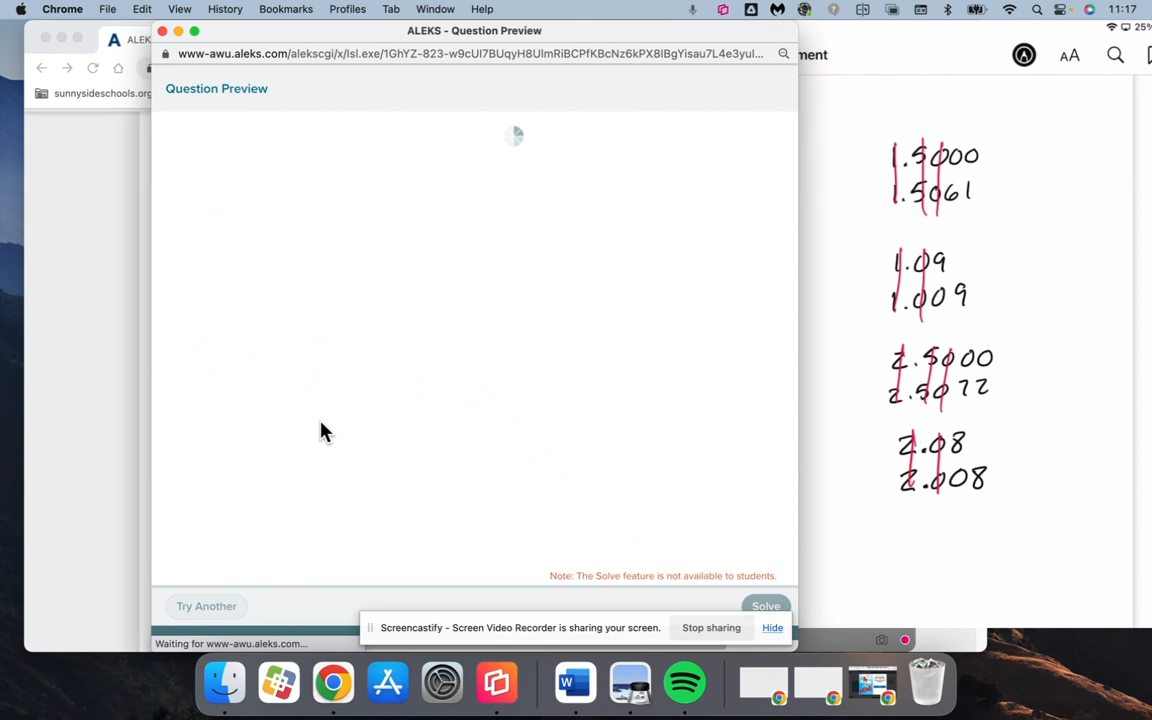 Chrome File Edit View History Bookmarks Profiles Tab Window Help 11:17
ALEKS - Question Preview
25%
ALEK
www-awu.aleks.com/alekscgi/x/Isl.exe/1GhYZ-823-w9cUl7BUqyH8UlmRiBCPfKBcNz6kPX8IBgYisau7L4e3yuI...
ment
AA
sunnysideschools.org
Question Preview
1.5000
1.5061
1.09
1.009
2.5000
2.5072
2.08
2.008
Note: The Solve feature is not available to students.
Try Another
Solve
Screencastify - Screen Video Recorder is sharing your screen.
Stop sharing
Hide
Waiting for www-awu.aleks.com...